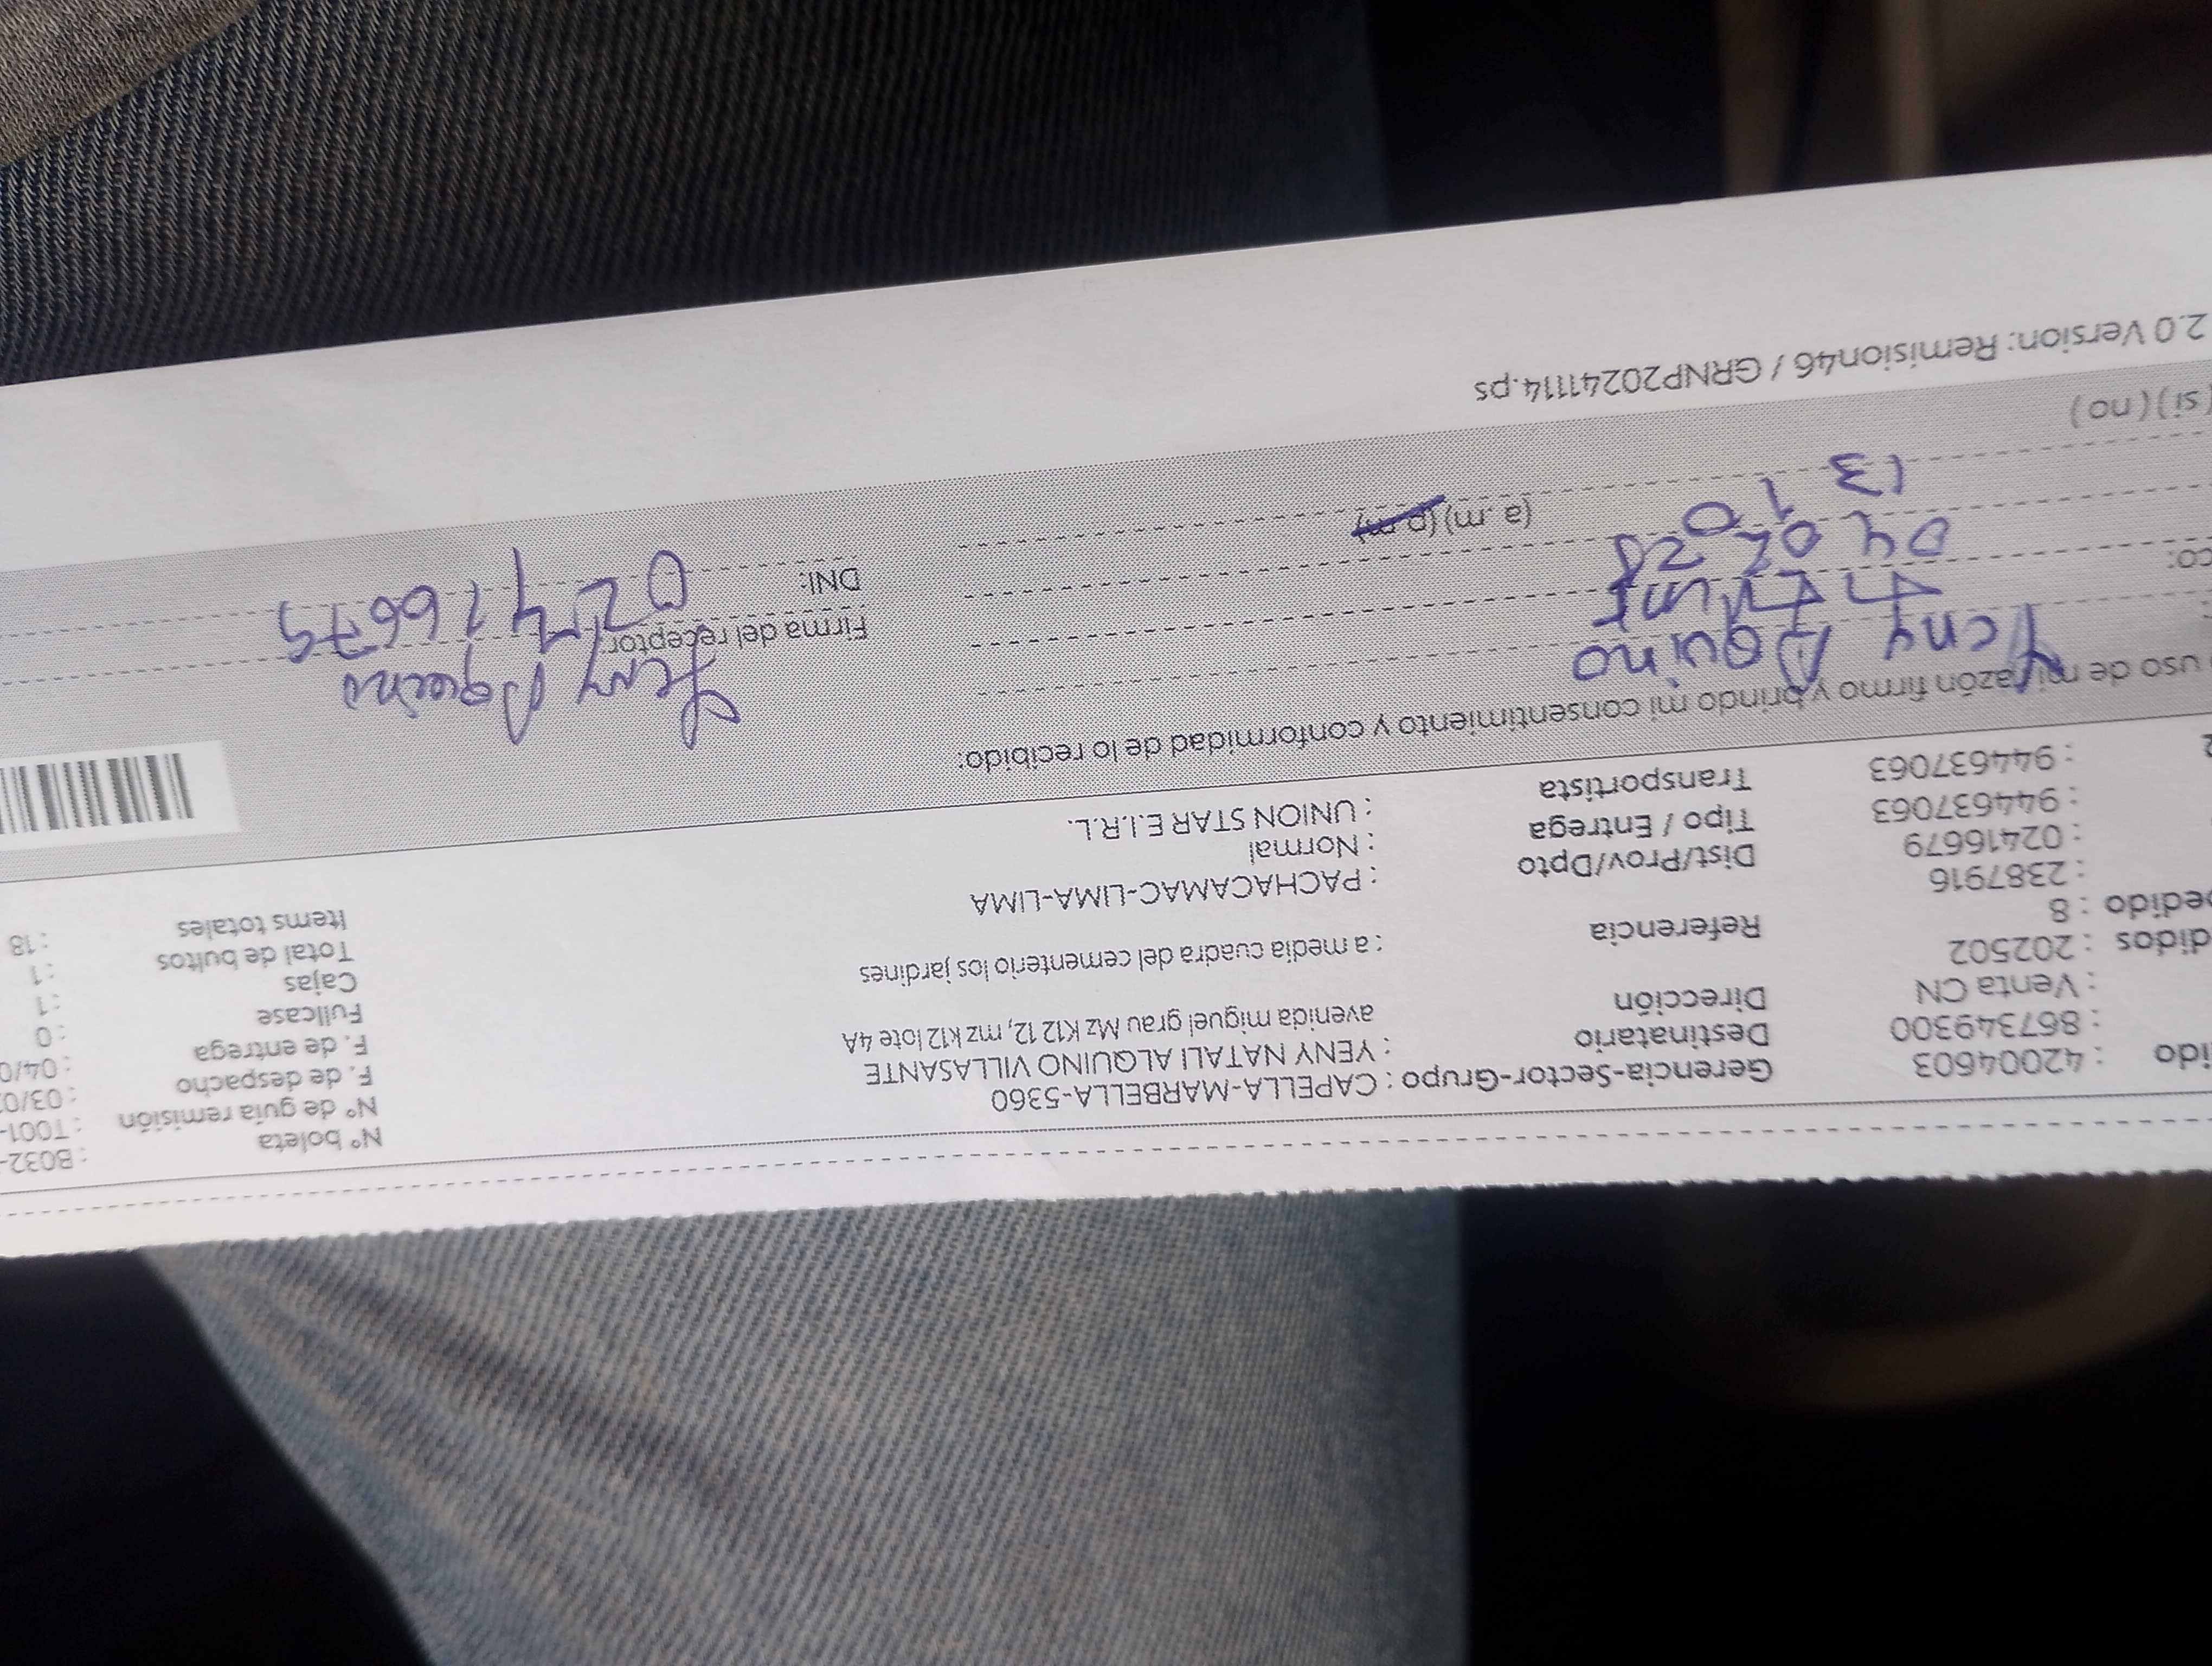 ido : 42004603 Gerencia-Sector-Grupo : CAPELLA-MARBELLA-5360 N° boleta : B032-
: 867349300 Destinatario : YENY NATALI ALQUINO VILLASANTE N° de guía remisión : T001-
: Venta CN Dirección avenida miguel grau Mz K12 12, mz k12 lote 4A F. de despacho : 03/0
didos : 202502 F. de entrega : 04/0
edido : 8 Referencia : a media cuadra del cementerio los jardines Fullcase : 0
: 2387916 Cajas : 1
: 02416679 Dist/Prov/Dpto : PACHACAMAC-LIMA-LIMA Total de bultos : 1
: 944637063 Tipo / Entrega : Normal Items totales : 18
: 944637063 Transportista : UNION STAR E.I.R.L.
uso de mi razón firmo y brindo mi consentimiento y conformidad de lo recibido:
Yeny Aquino Firma del receptor: Yeny Aquino
co: DNI: 02416679
04 02 25
13 10 (a.m) (p.m)
(si) (no)
2.0 Version: Remision46 / GRNP20241114.ps